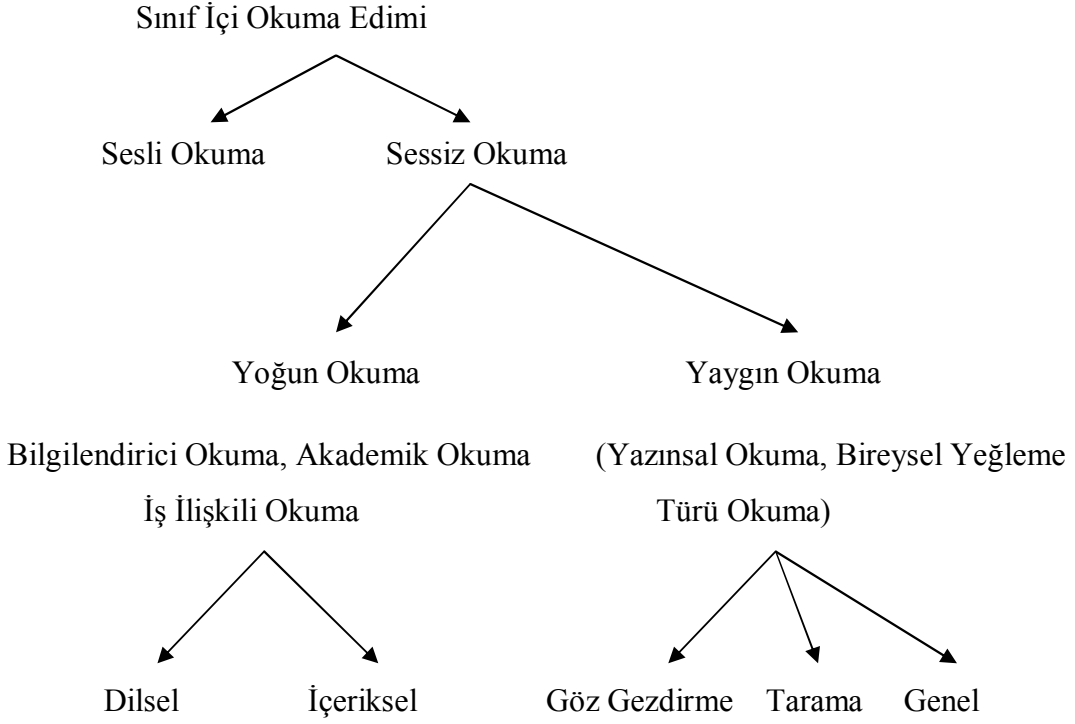 Sınıf İçi Okuma Edimi
Sesli Okuma Sessiz Okuma
Yoğun Okuma Yaygın Okuma
Bilgilendirici Okuma, Akademik Okuma (Yazınsal Okuma, Bireysel Yeğleme
İş İlişkili Okuma Türü Okuma)
Dilsel İçeriksel Göz Gezdirme Tarama Genel